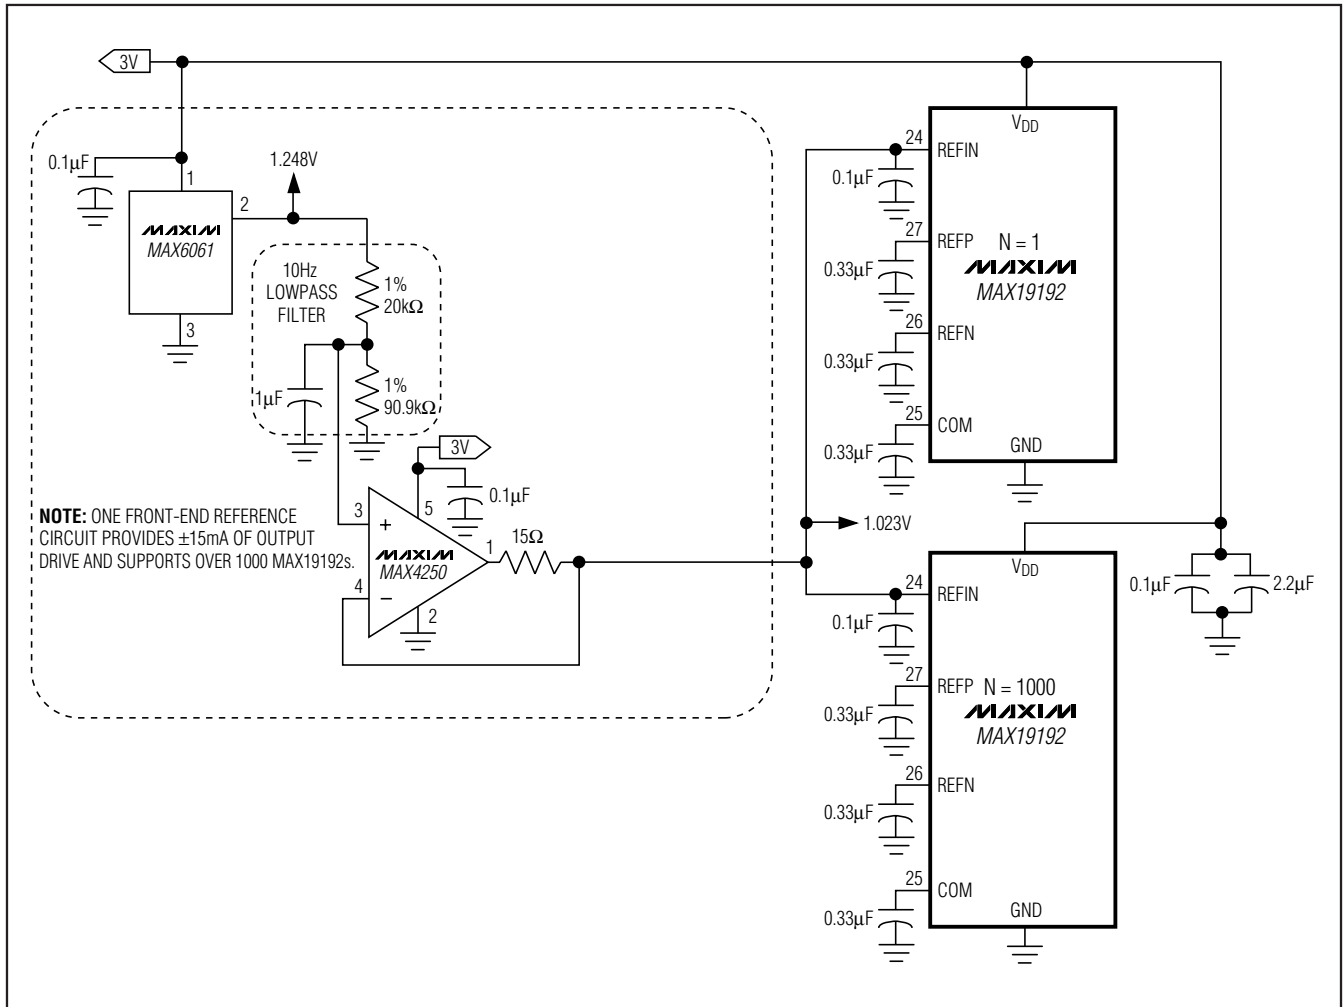 3V
0.1µF
1
2
1.248V
MAXIM
MAX6061
3
10Hz
LOWPASS
FILTER
1%
20kΩ
1µF
1%
90.9kΩ
3V
0.1µF
NOTE: ONE FRONT-END REFERENCE
CIRCUIT PROVIDES ±15mA OF OUTPUT
DRIVE AND SUPPORTS OVER 1000 MAX19192s.
3
+
5
MAXIM
MAX4250
1
15Ω
4
−
2
1.023V
VDD
24
REFIN
0.1µF
27
REFP
N = 1
MAXIM
MAX19192
0.33µF
26
REFN
0.33µF
25
COM
0.33µF
GND
VDD
24
REFIN
0.1µF
27
REFP
N = 1000
MAXIM
MAX19192
0.33µF
26
REFN
0.33µF
25
COM
0.33µF
GND
0.1µF
2.2µF